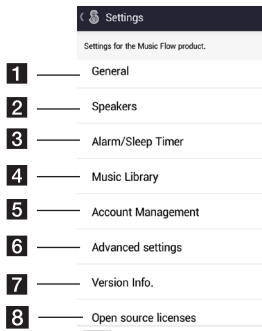 Settings
Settings for the Music Flow product.
1 General
2 Speakers
3 Alarm/Sleep Timer
4 Music Library
5 Account Management
6 Advanced settings
7 Version Info.
8 Open source licenses